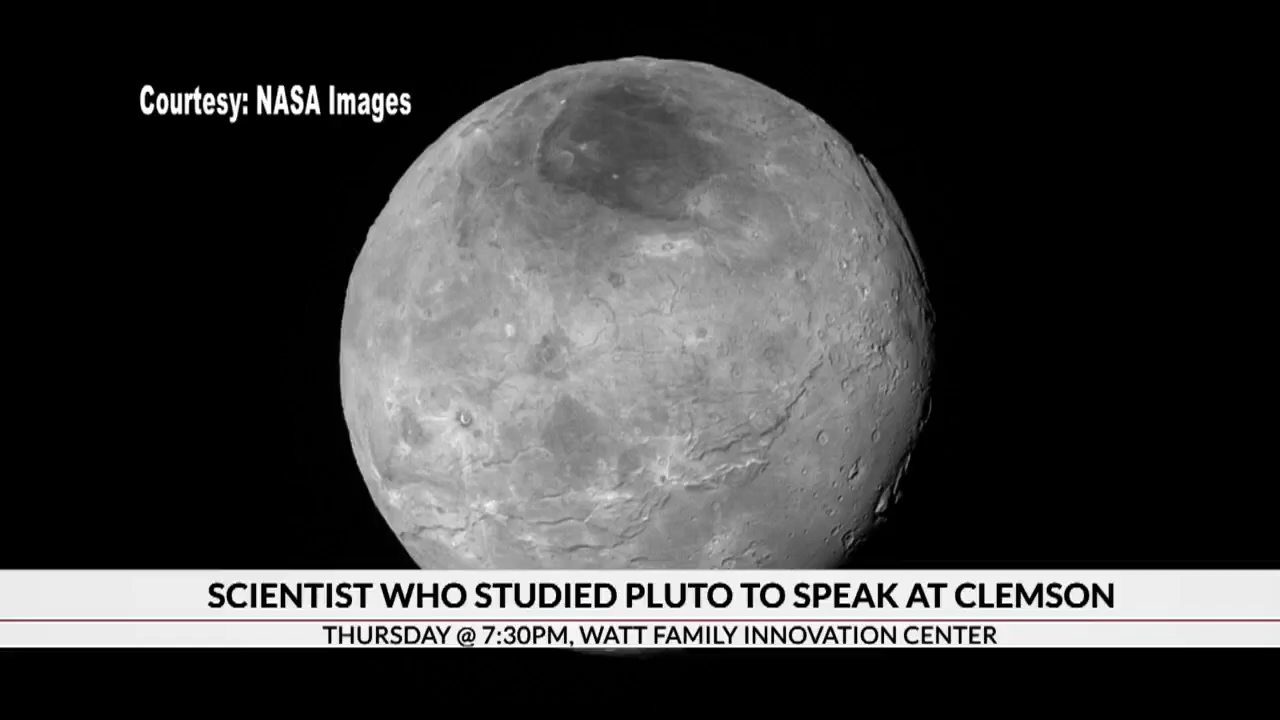 Courtesy: NASA Images
SCIENTIST WHO STUDIED PLUTO TO SPEAK AT CLEMSON
THURSDAY @ 7:30PM, WATT FAMILY INNOVATION CENTER